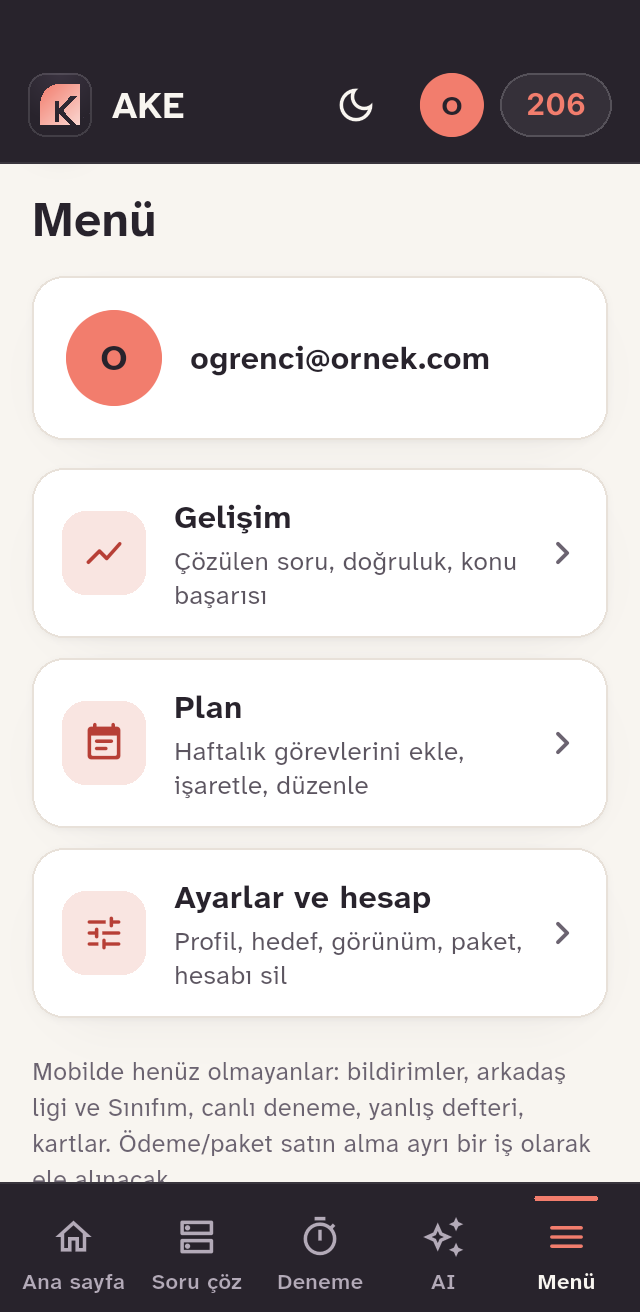 K AKE O 206
Menü
O ogrenci@ornek.com
Gelişim
Çözülen soru, doğruluk, konu
başarısı
Plan
Haftalık görevlerini ekle,
işaretle, düzenle
Ayarlar ve hesap
Profil, hedef, görünüm, paket,
hesabı sil
Mobilde henüz olmayanlar: bildirimler, arkadaş
ligi ve Sınıfım, canlı deneme, yanlış defteri,
kartlar. Ödeme/paket satın alma ayrı bir iş olarak
ele alınacak
Ana sayfa Soru çöz Deneme AI Menü